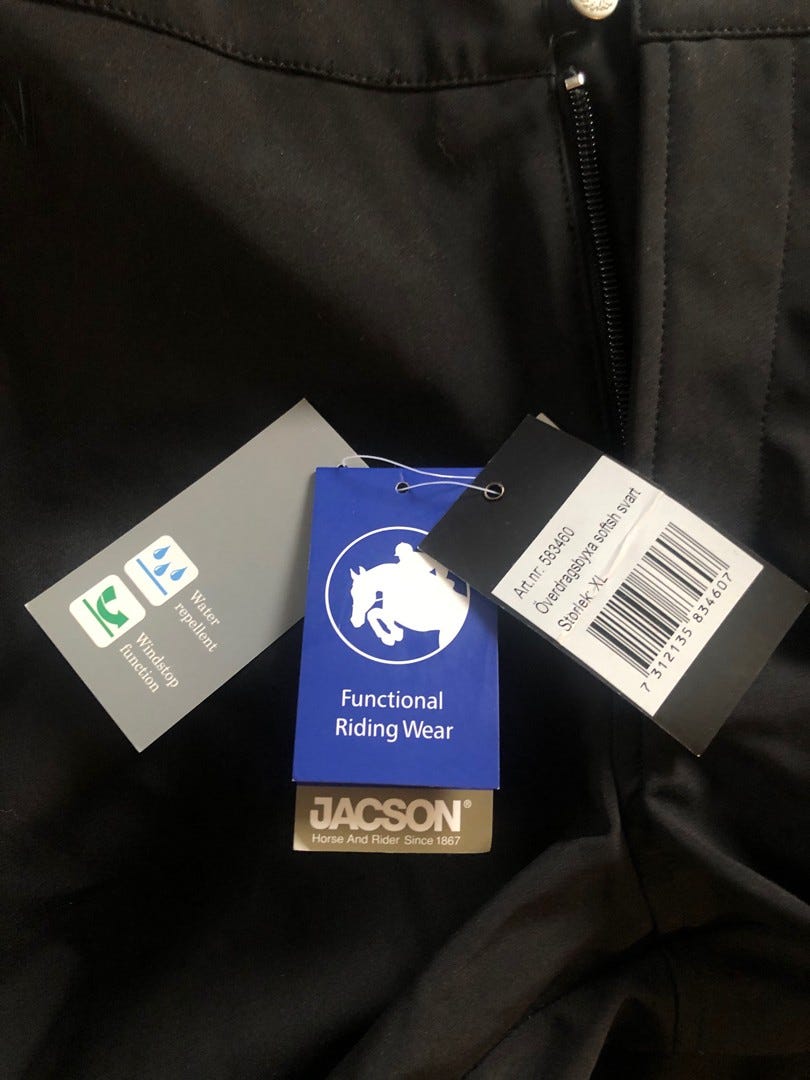 Water
repellent
Windstop
function
Functional
Riding Wear
JACSON®
Horse And Rider Since 1867
Art.nr: 583460
Överdragsbyxa softsh svart
Storlek: XL
7 312135 834607